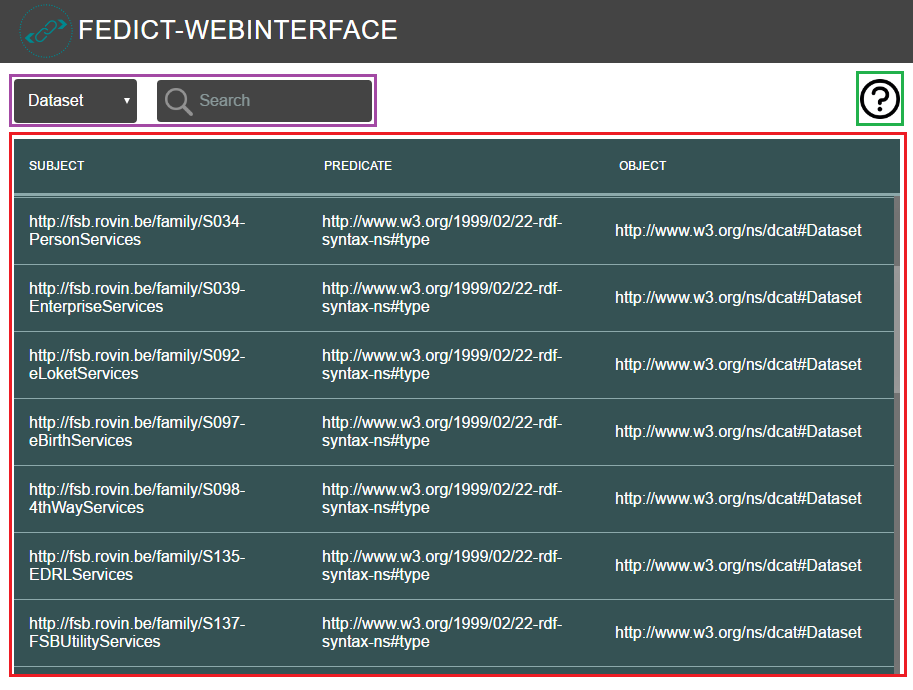 FEDICT-WEBINTERFACE
Dataset
Search
?
SUBJECT PREDICATE OBJECT
http://fsb.rovin.be/family/S034-
PersonServices
http://www.w3.org/1999/02/22-rdf-
syntax-ns#type
http://www.w3.org/ns/dcat#Dataset
http://fsb.rovin.be/family/S039-
EnterpriseServices
http://www.w3.org/1999/02/22-rdf-
syntax-ns#type
http://www.w3.org/ns/dcat#Dataset
http://fsb.rovin.be/family/S092-
eLoketServices
http://www.w3.org/1999/02/22-rdf-
syntax-ns#type
http://www.w3.org/ns/dcat#Dataset
http://fsb.rovin.be/family/S097-
eBirthServices
http://www.w3.org/1999/02/22-rdf-
syntax-ns#type
http://www.w3.org/ns/dcat#Dataset
http://fsb.rovin.be/family/S098-
4thWayServices
http://www.w3.org/1999/02/22-rdf-
syntax-ns#type
http://www.w3.org/ns/dcat#Dataset
http://fsb.rovin.be/family/S135-
EDRLServices
http://www.w3.org/1999/02/22-rdf-
syntax-ns#type
http://www.w3.org/ns/dcat#Dataset
http://fsb.rovin.be/family/S137-
FSBUtilityServices
http://www.w3.org/1999/02/22-rdf-
syntax-ns#type
http://www.w3.org/ns/dcat#Dataset